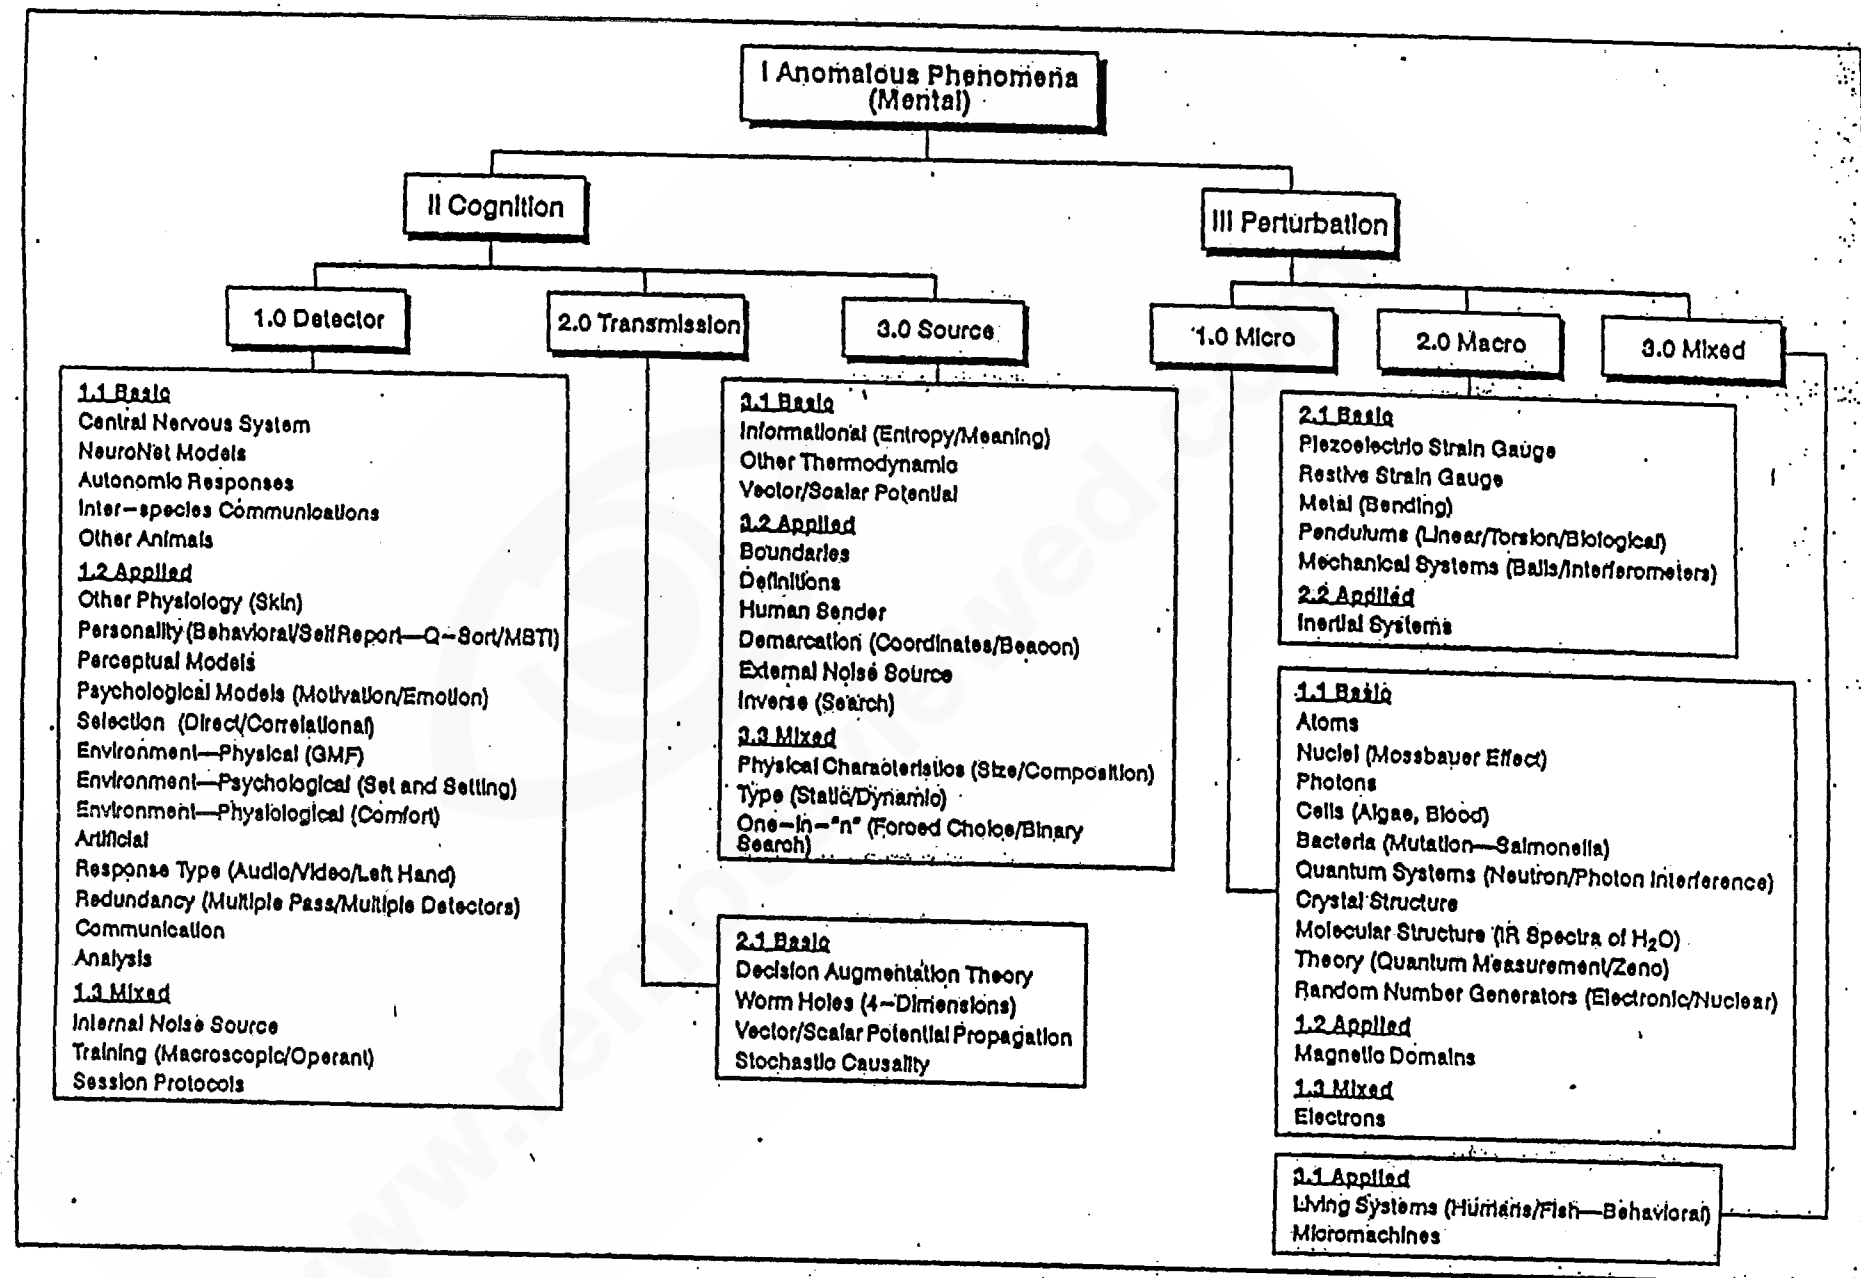 I Anomalous Phenomena
(Mental)
II Cognition
III Perturbation
1.0 Detector
2.0 Transmission
3.0 Source
1.0 Micro
2.0 Macro
3.0 Mixed
1.1 Basic
Central Nervous System
NeuroNet Models
Autonomic Responses
Inter-species Communications
Other Animals
1.2 Applied
Other Physiology (Skin)
Personality (Behavioral/Self Report—Q-Sort/MBTI)
Perceptual Models
Psychological Models (Motivation/Emotion)
Selection (Direct/Correlational)
Environment—Physical (GMF)
Environment—Psychological (Set and Setting)
Environment—Physiological (Comfort)
Artificial
Response Type (Audio/Video/Left Hand)
Redundancy (Multiple Pass/Multiple Detectors)
Communication
Analysis
1.3 Mixed
Internal Noise Source
Training (Macroscopic/Operant)
Session Protocols
3.1 Basic
Informational (Entropy/Meaning)
Other Thermodynamic
Vector/Scalar Potential
3.2 Applied
Boundaries
Definitions
Human Sender
Demarcation (Coordinates/Beacon)
External Noise Source
Inverse (Search)
3.3 Mixed
Physical Characteristics (Size/Composition)
Type (Static/Dynamic)
One-in-"n" (Forced Choice/Binary
Search)
2.1 Basic
Decision Augmentation Theory
Worm Holes (4-Dimensions)
Vector/Scalar Potential Propagation
Stochastic Causality
2.1 Basic
Piezoelectric Strain Gauge
Restive Strain Gauge
Metal (Bending)
Pendulums (Linear/Torsion/Biological)
Mechanical Systems (Balls/Interferometers)
2.2 Applied
Inertial Systems
1.1 Basic
Atoms
Nuclei (Mossbauer Effect)
Photons
Cells (Algae, Blood)
Bacteria (Mutation—Salmonella)
Quantum Systems (Neutron/Photon Interference)
Crystal Structure
Molecular Structure (IR Spectra of H₂O)
Theory (Quantum Measurement/Zeno)
Random Number Generators (Electronic/Nuclear)
1.2 Applied
Magnetic Domains
1.3 Mixed
Electrons
3.1 Applied
Living Systems (Humans/Fish—Behavioral)
Micromachines